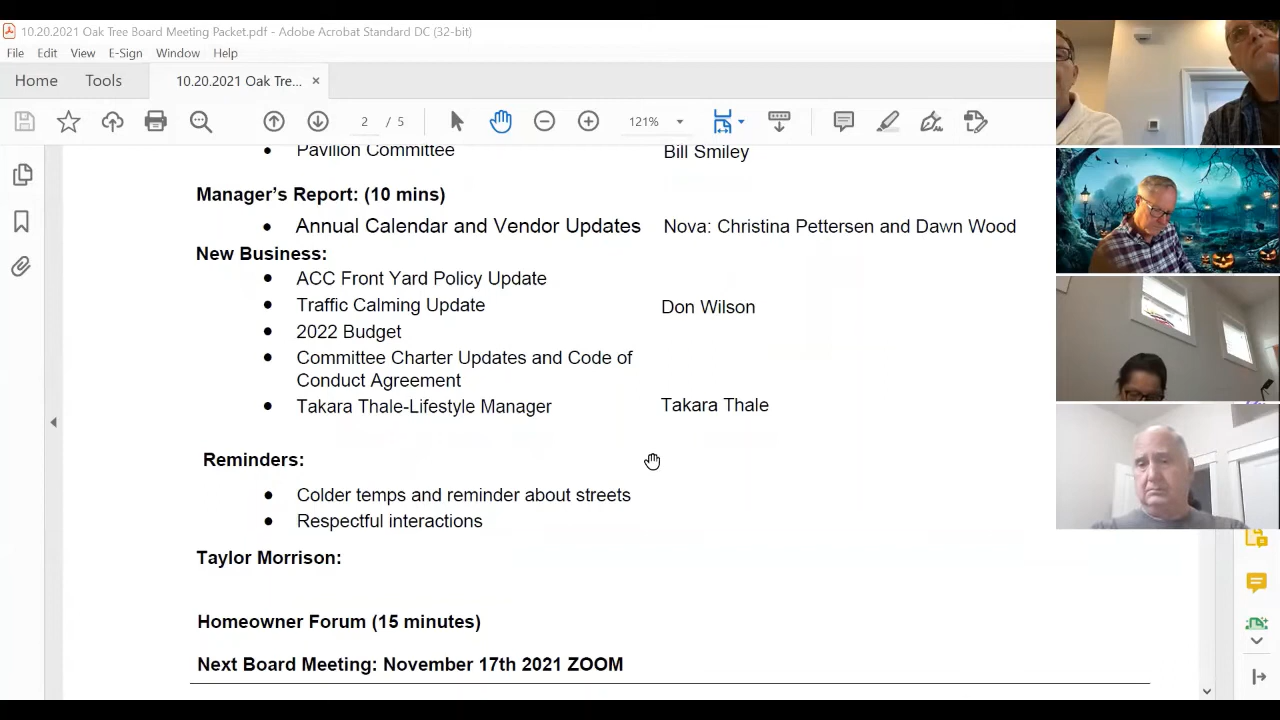 10.20.2021 Oak Tree Board Meeting Packet.pdf - Adobe Acrobat Standard DC (32-bit)
File Edit View E-Sign Window Help
Home Tools 10.20.2021 Oak Tre... ×
2 / 5 121%
Pavilion Committee Bill Smiley
Manager's Report: (10 mins)
• Annual Calendar and Vendor Updates Nova: Christina Pettersen and Dawn Wood
New Business:
• ACC Front Yard Policy Update
• Traffic Calming Update Don Wilson
• 2022 Budget
• Committee Charter Updates and Code of
Conduct Agreement
• Takara Thale-Lifestyle Manager Takara Thale
Reminders:
• Colder temps and reminder about streets
• Respectful interactions
Taylor Morrison:
Homeowner Forum (15 minutes)
Next Board Meeting: November 17th 2021 ZOOM